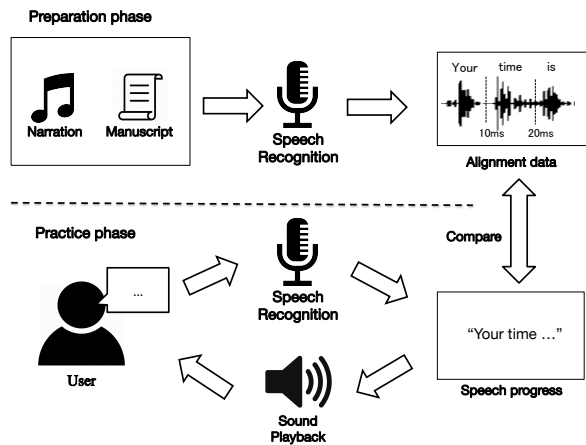 Preparation phase
Narration
Manuscript
Speech
Recognition
Your time is
10ms 20ms
Alignment data
Practice phase
...
User
Speech
Recognition
Compare
“Your time ...”
Speech progress
Sound
Playback